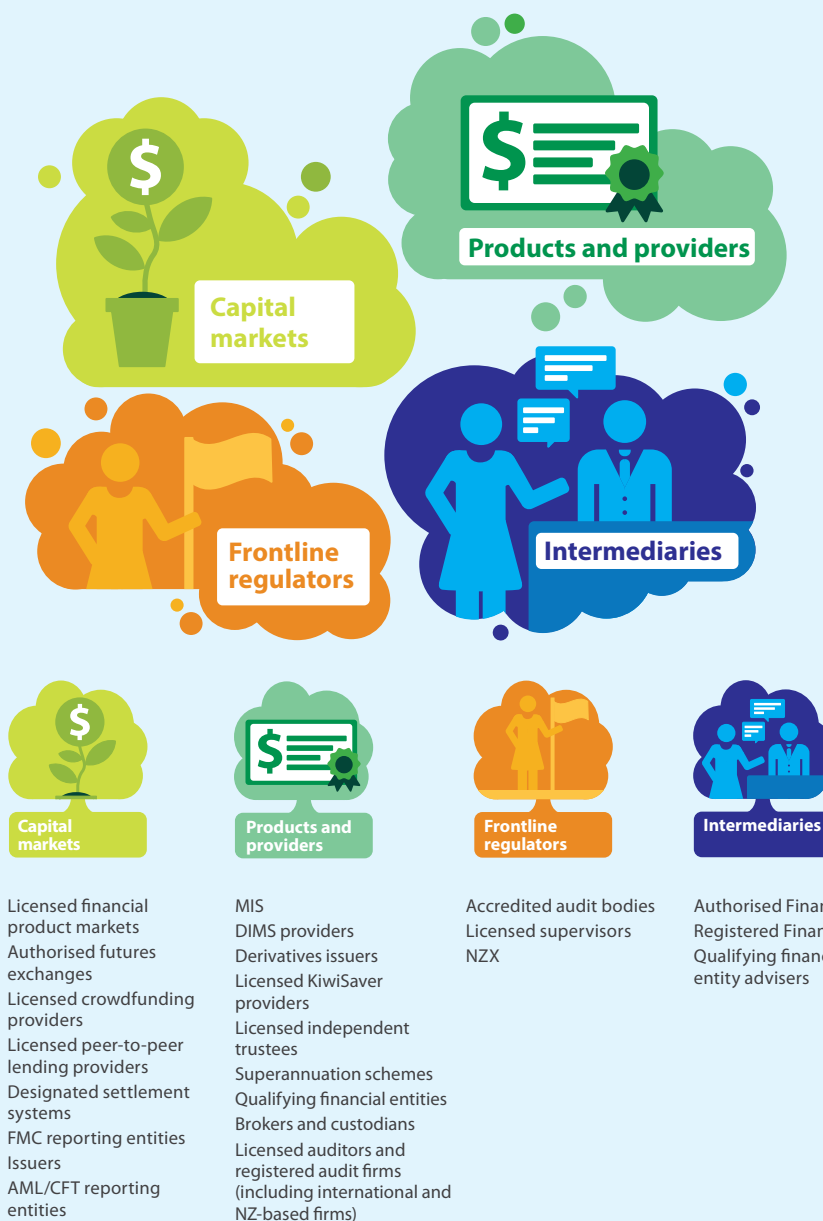 $
Products and providers
$
Capital
markets
Frontline
regulators
Intermediaries
$
Capital
markets
Licensed financial
product markets
Authorised futures
exchanges
Licensed crowdfunding
providers
Licensed peer-to-peer
lending providers
Designated settlement
systems
FMC reporting entities
Issuers
AML/CFT reporting
entities
$
Products and
providers
MIS
DIMS providers
Derivatives issuers
Licensed KiwiSaver
providers
Licensed independent
trustees
Superannuation schemes
Qualifying financial entities
Brokers and custodians
Licensed auditors and
registered audit firms
(including international and
NZ-based firms)
Frontline
regulators
Accredited audit bodies
Licensed supervisors
NZX
Intermediaries
Authorised
Registered
Qualifying
entity advisers